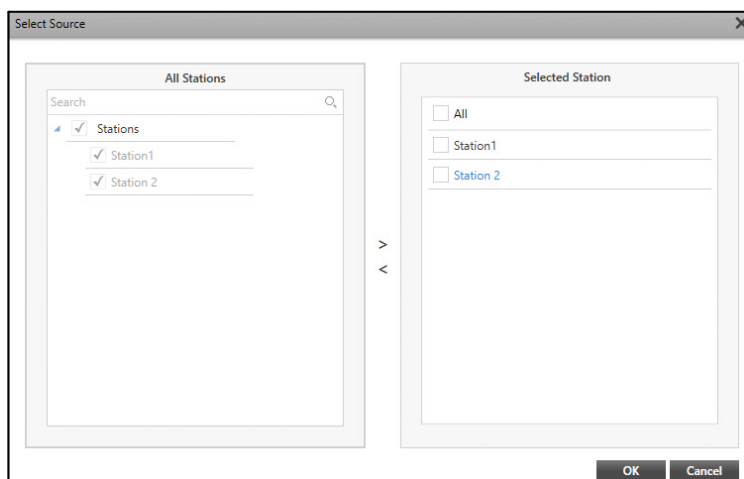 Select Source
All Stations
Search
Stations
Station1
Station 2
>
<
Selected Station
All
Station1
Station 2
OK
Cancel